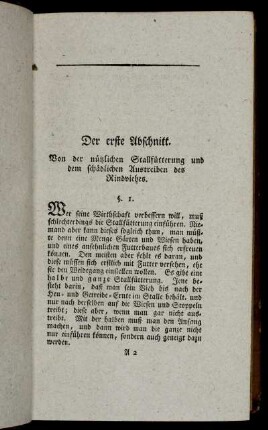 Der erste Abschnitt.
Von der nützlichen Stallfütterung und
dem schädlichen Austreiben des
Rindviehes.
§. 1.
Wer seine Wirthschaft verbessern will, muß
schlechterdings die Stallfütterung einführen. Nie-
mand aber kann dieses sogleich thun, man müß-
te denn eine Menge Gärten und Wiesen haben,
und eines ansehnlichen Futterbaues sich erfreuen
können. Den meisten aber fehlt es daran, und
diese müssen sich erstlich mit Futter versehen, ehe
sie den Weidgang einstellen wollen. Es gibt eine
halbe und ganze Stallfütterung. Jene be-
steht darin, daß man sein Vieh bis nach der
Heu- und Getreide-Ernte im Stalle behält, und
nur nach derselben auf die Wiesen und Stoppeln
treibt; diese aber, wenn man gar nicht aus-
treibt. Mit der halben muß man den Anfang
machen, und dann wird man die ganze nicht
nur einführen können, sondern auch geneigt dazu
werden.
A 2